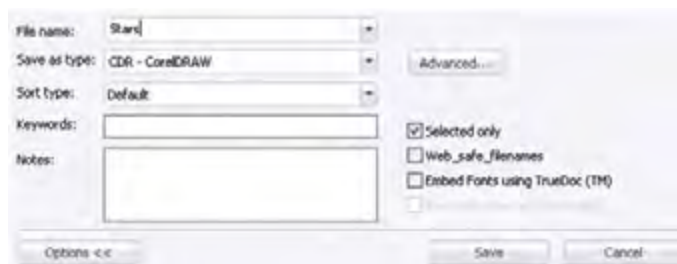 File name: Stars
Save as type: CDR - CorelDRAW
Advanced...
Sort type: Default
Keywords:
Selected only
Notes:
Web_safe_filenames
Embed Fonts using TrueDoc (TM)
Options <<
Save
Cancel